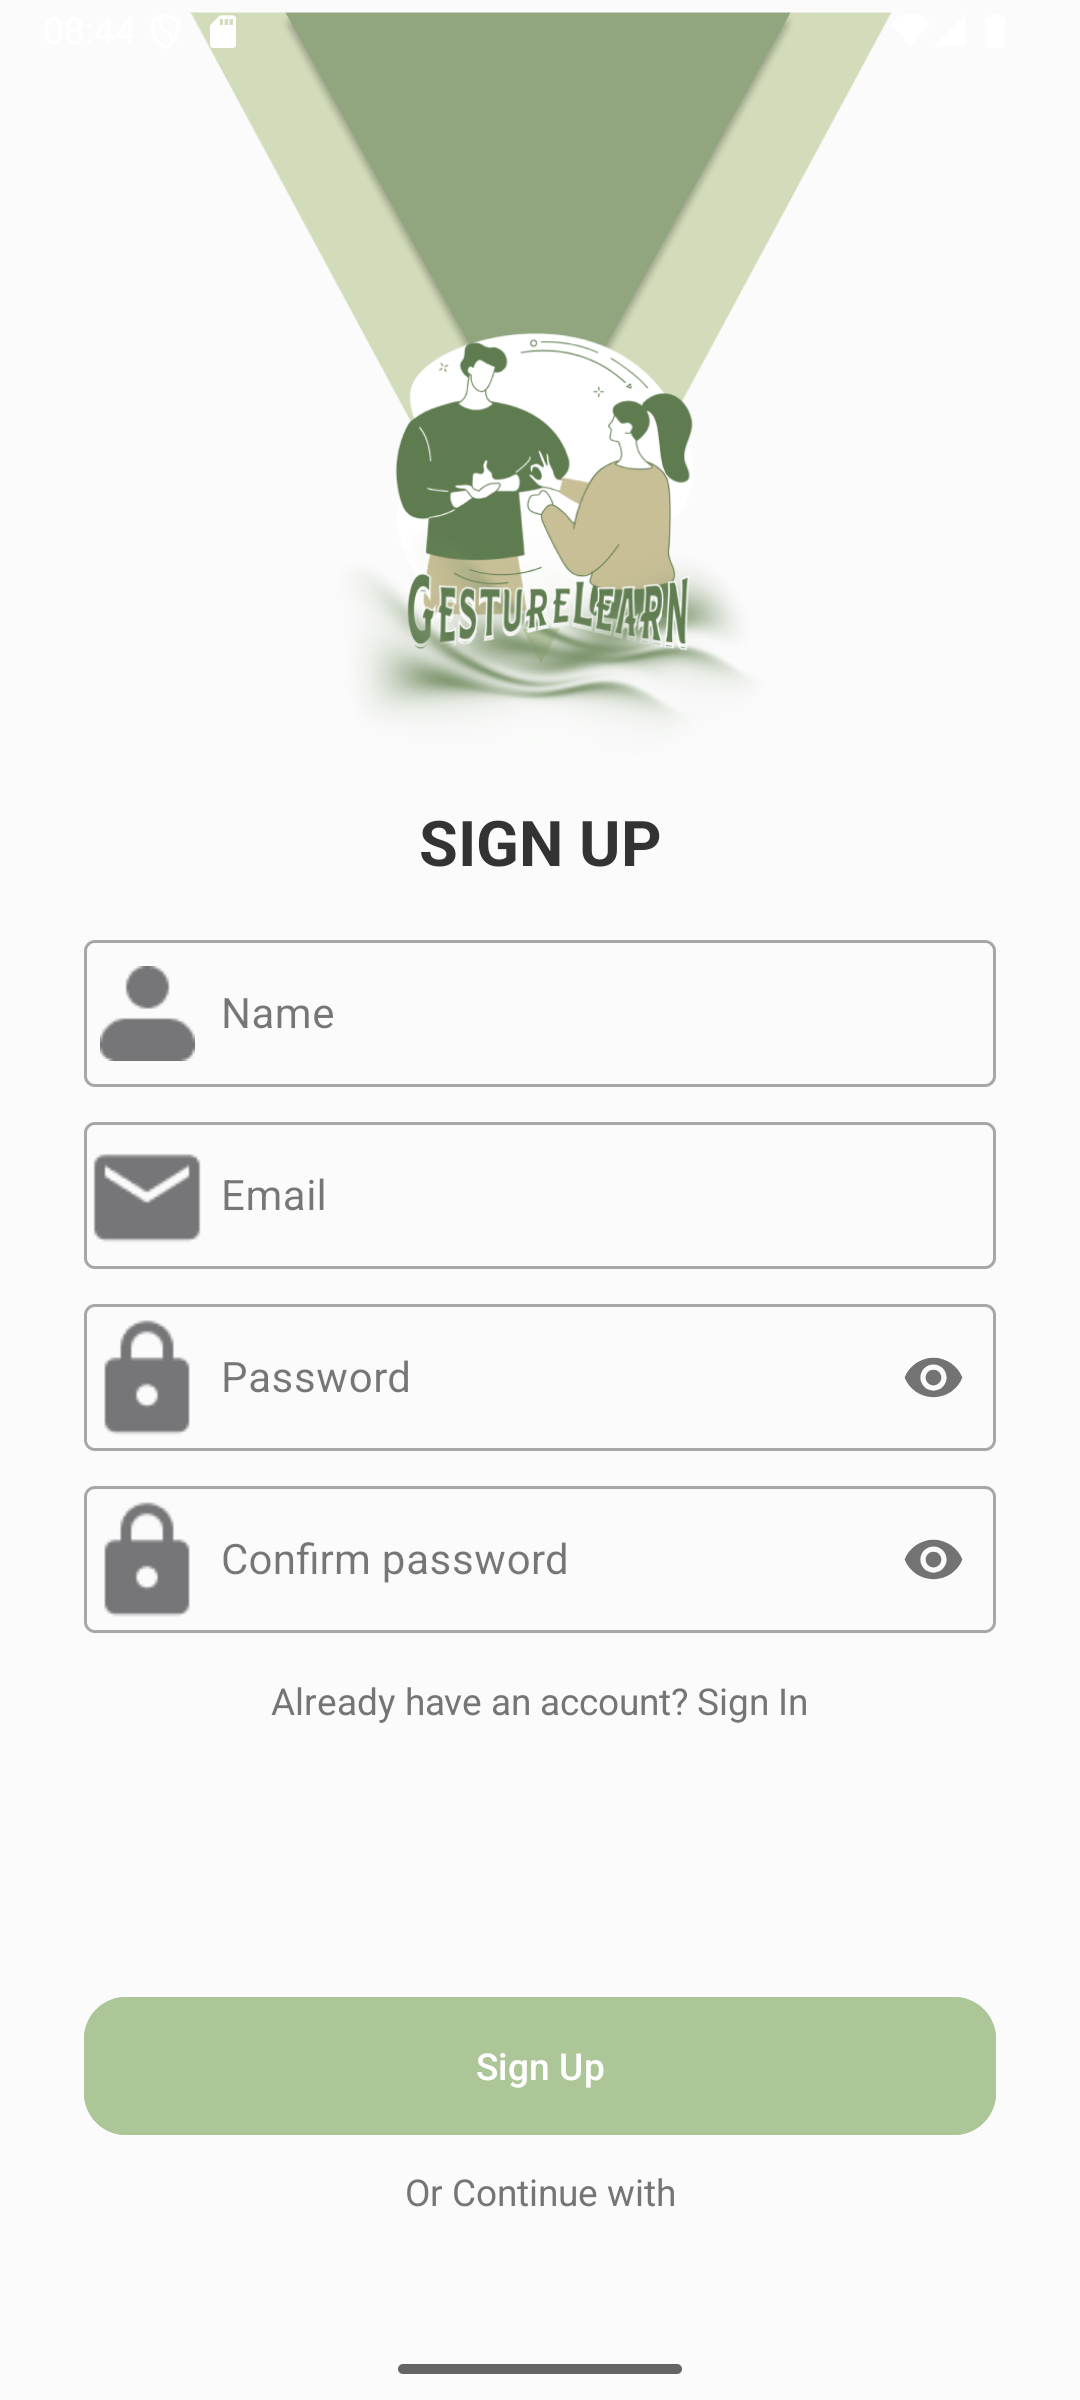 08:44
GESTURELEARN
SIGN UP
Name
Email
Password
Confirm password
Already have an account? Sign In
Sign Up
Or Continue with